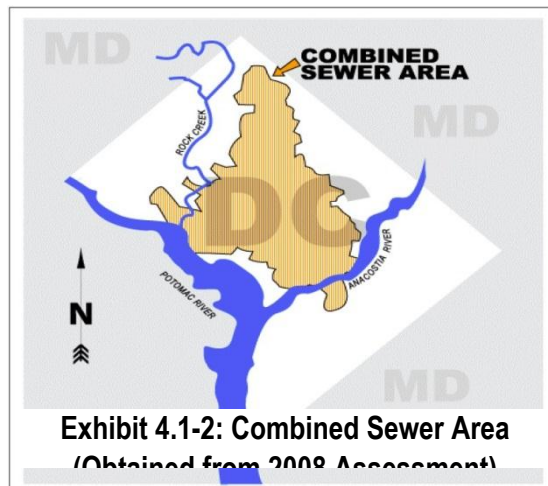 MD
COMBINED
SEWER AREA
MD
ROCK CREEK
DC
ANACOSTIA RIVER
POTOMAC RIVER
N
MD
Exhibit 4.1-2: Combined Sewer Area
(Obtained from 2008 Assessment)